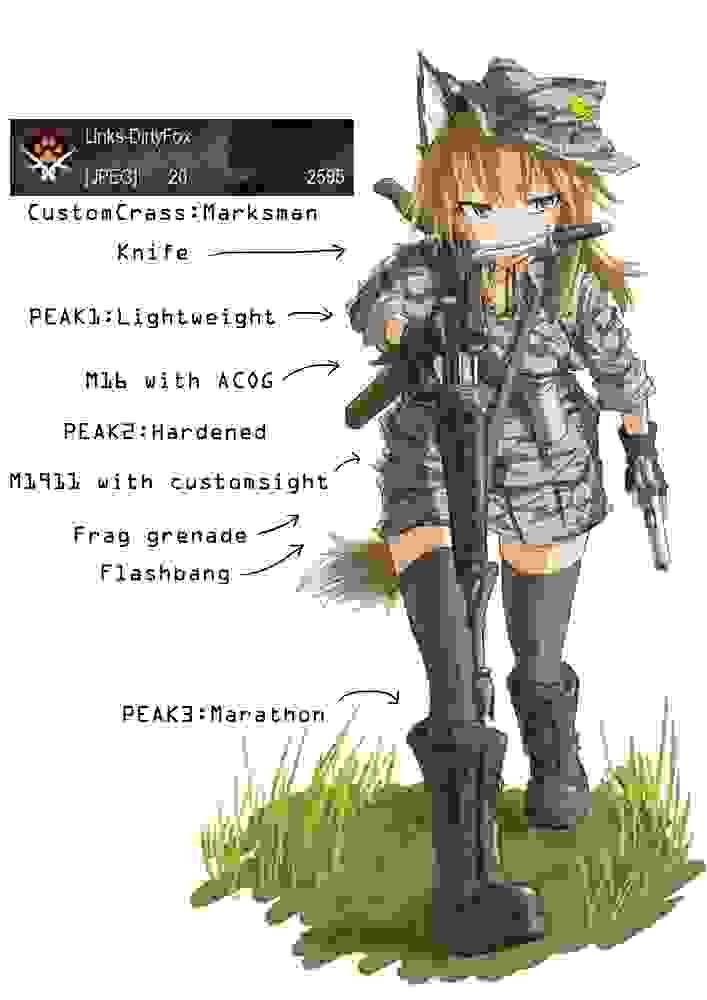 Links-DirtyFox
[JPEG] 20 2595
CustomCrass:Marksman
Knife
PEAK1:Lightweight
M16 with ACOG
PEAK2:Hardened
M1911 with customsight
Frag grenade
Flashbang
PEAK3:Marathon